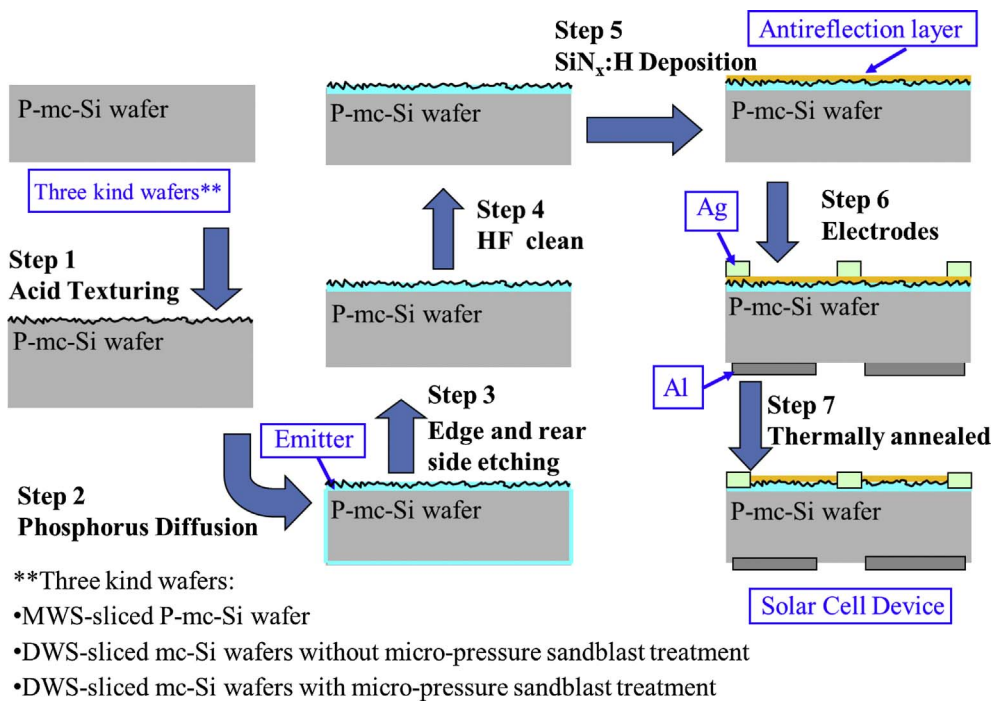 P-mc-Si wafer
Three kind wafers**
Step 1
Acid Texturing
P-mc-Si wafer
Step 2
Phosphorus Diffusion
Emitter
P-mc-Si wafer
Step 3
Edge and rear
side etching
P-mc-Si wafer
Step 4
HF clean
P-mc-Si wafer
Step 5
SiNx:H Deposition
Antireflection layer
P-mc-Si wafer
Step 6
Electrodes
Ag
P-mc-Si wafer
Al
Step 7
Thermally annealed
P-mc-Si wafer
Solar Cell Device
**Three kind wafers:
•MWS-sliced P-mc-Si wafer
•DWS-sliced mc-Si wafers without micro-pressure sandblast treatment
•DWS-sliced mc-Si wafers with micro-pressure sandblast treatment